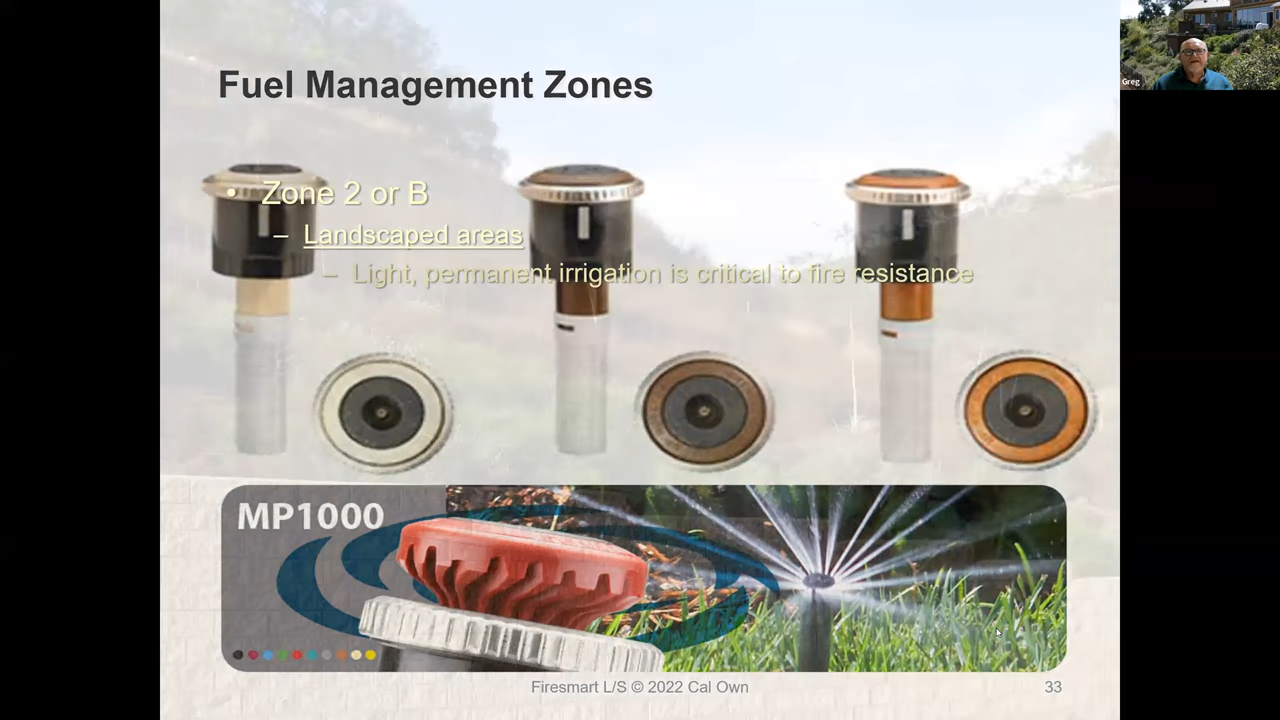 Fuel Management Zones
Greg
• Zone 2 or B
– Landscaped areas
– Light, permanent irrigation is critical to fire resistance
MP1000
Firesmart L/S © 2022 Cal Own
33